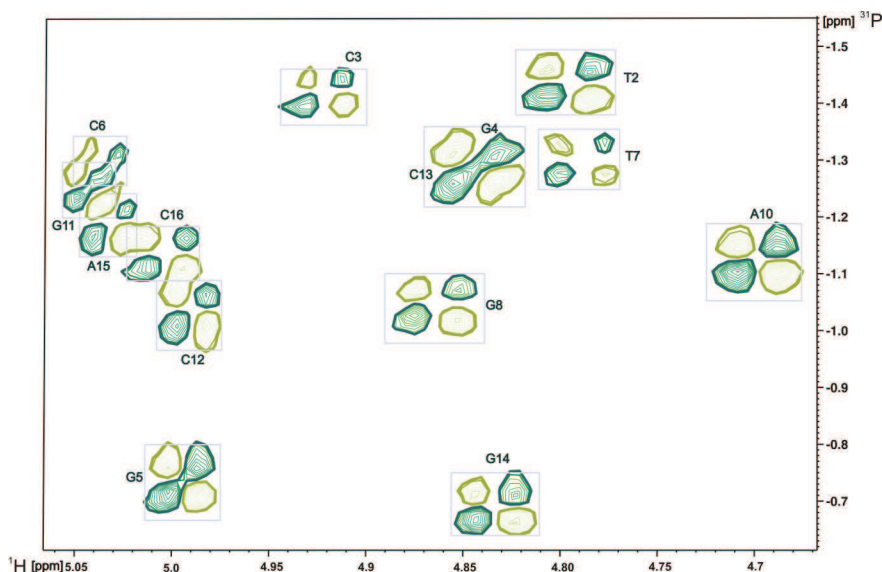 [ppm] ³¹P
-1.5
C3
T2
-1.4
C6
G4
T7
-1.3
C13
-1.2
G11
C16
A10
A15
-1.1
G8
-1.0
C12
-0.9
-0.8
G5
G14
-0.7
¹H [ppm] 5.05 5.0 4.95 4.9 4.85 4.80 4.75 4.7